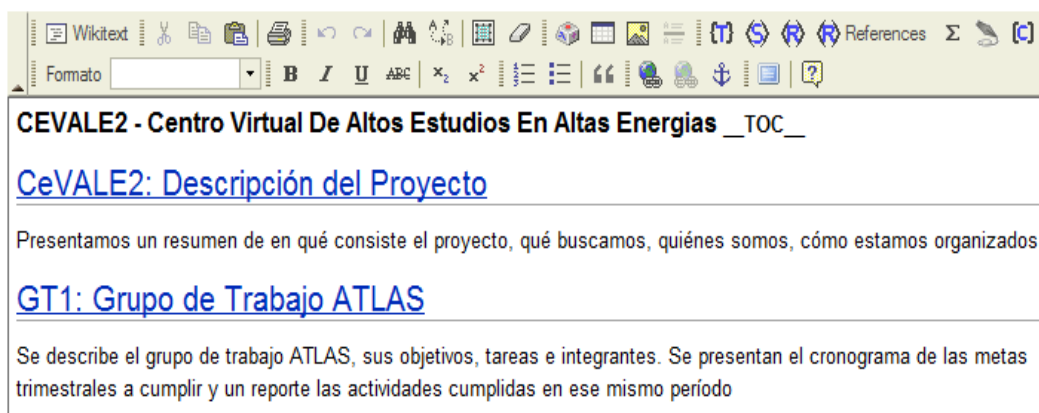 Wikitext References Σ
Formato B I U ABC x₂ x²
CEVALE2 - Centro Virtual De Altos Estudios En Altas Energias __TOC__
CeVALE2: Descripción del Proyecto
Presentamos un resumen de en qué consiste el proyecto, qué buscamos, quiénes somos, cómo estamos organizados
GT1: Grupo de Trabajo ATLAS
Se describe el grupo de trabajo ATLAS, sus objetivos, tareas e integrantes. Se presentan el cronograma de las metas
trimestrales a cumplir y un reporte las actividades cumplidas en ese mismo período